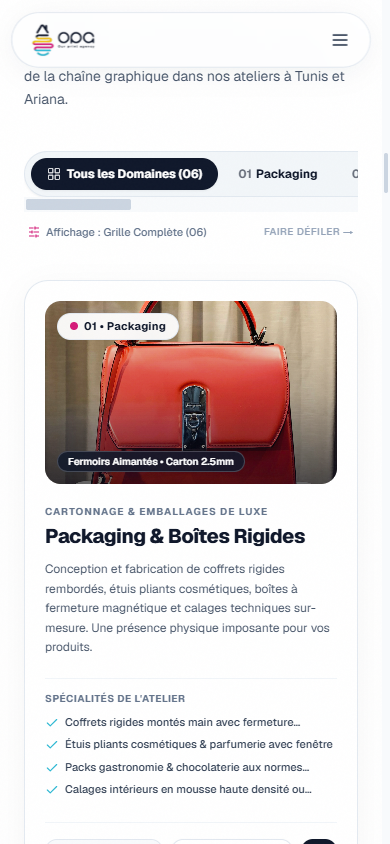 opa
Our print agency
de la chaîne graphique dans nos ateliers à Tunis et
Ariana.
Tous les Domaines (06)
01 Packaging
Affichage : Grille Complète (06)
FAIRE DÉFILER →
01 • Packaging
Fermoirs Aimantés • Carton 2.5mm
CARTONNAGE & EMBALLAGES DE LUXE
Packaging & Boîtes Rigides
Conception et fabrication de coffrets rigides
rembordés, étuis pliants cosmétiques, boîtes à
fermeture magnétique et calages techniques sur-
mesure. Une présence physique imposante pour vos
produits.
SPÉCIALITÉS DE L'ATELIER
Coffrets rigides montés main avec fermeture…
Étuis pliants cosmétiques & parfumerie avec fenêtre
Packs gastronomie & chocolaterie aux normes…
Calages intérieurs en mousse haute densité ou…